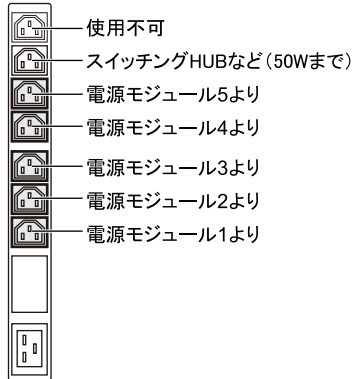 使用不可
スイッチングHUBなど（50Wまで）
電源モジュール5より
電源モジュール4より
電源モジュール3より
電源モジュール2より
電源モジュール1より